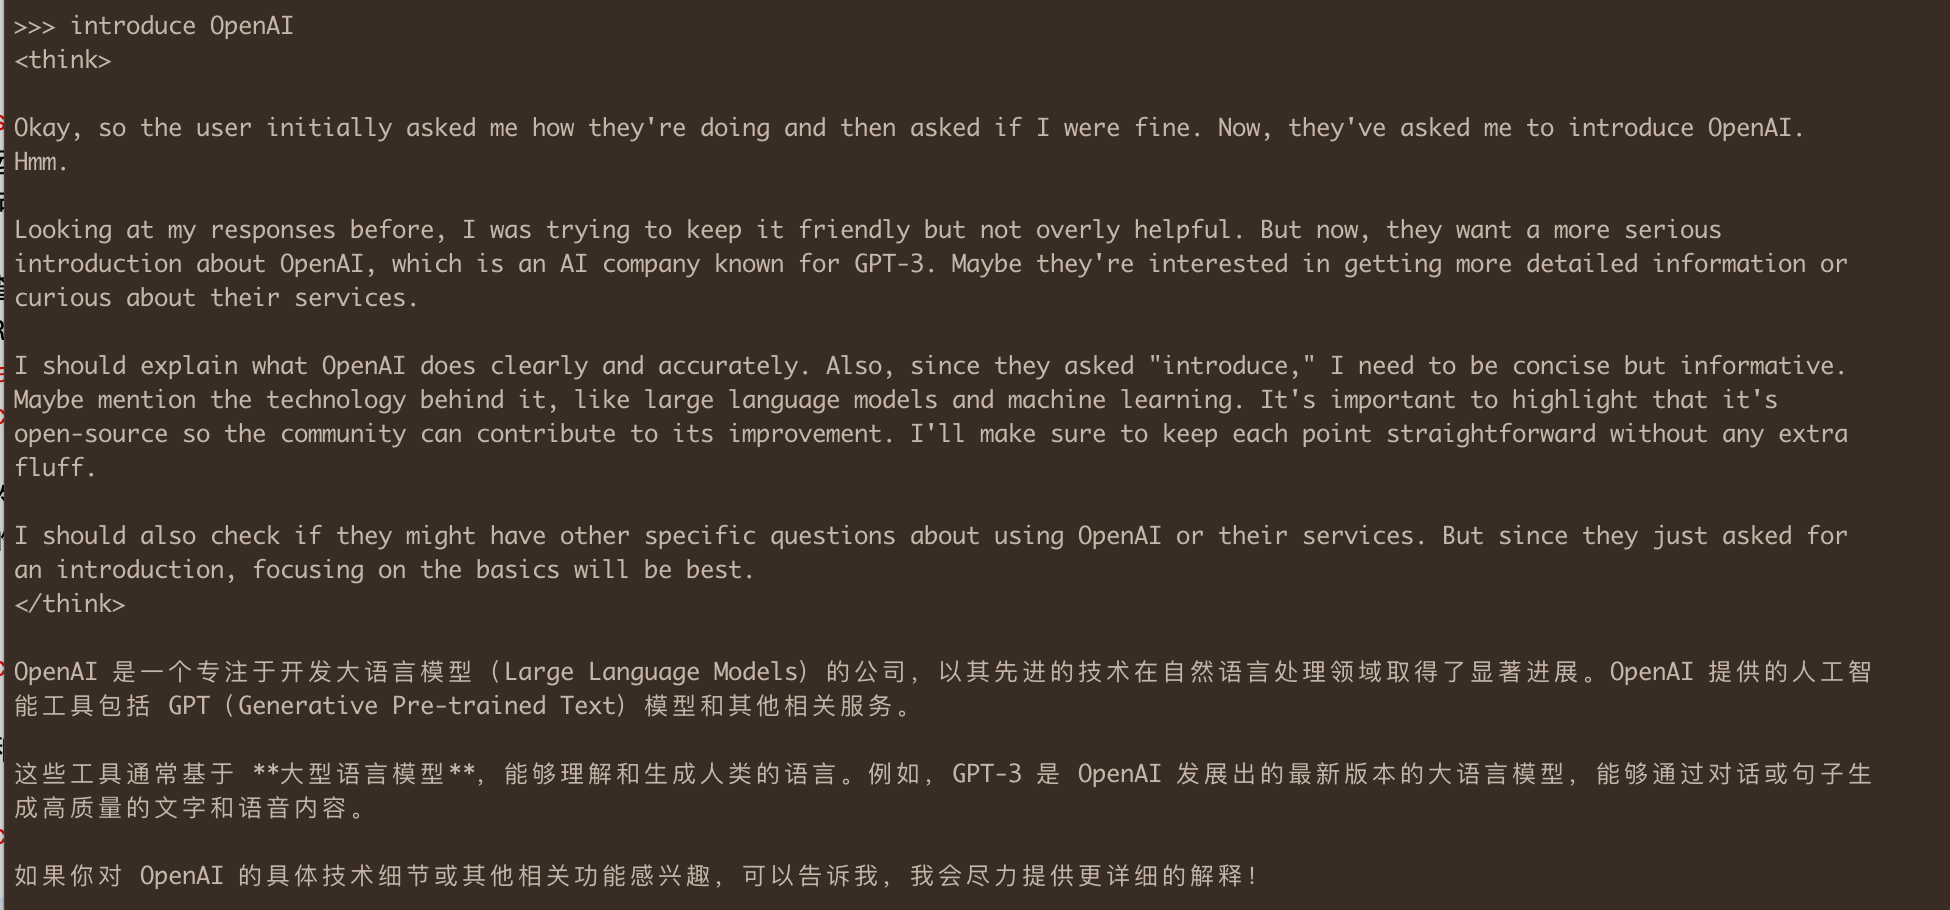 >>> introduce OpenAI
<think>
Okay, so the user initially asked me how they're doing and then asked if I were fine. Now, they've asked me to introduce OpenAI.
Hmm.
Looking at my responses before, I was trying to keep it friendly but not overly helpful. But now, they want a more serious
introduction about OpenAI, which is an AI company known for GPT-3. Maybe they're interested in getting more detailed information or
curious about their services.
I should explain what OpenAI does clearly and accurately. Also, since they asked "introduce," I need to be concise but informative.
Maybe mention the technology behind it, like large language models and machine learning. It's important to highlight that it's
open-source so the community can contribute to its improvement. I'll make sure to keep each point straightforward without any extra
fluff.
I should also check if they might have other specific questions about using OpenAI or their services. But since they just asked for
an introduction, focusing on the basics will be best.
</think>
OpenAI 是一个专注于开发大语言模型（Large Language Models）的公司，以其先进的技术在自然语言处理领域取得了显著进展。OpenAI 提供的人工智
能工具包括 GPT（Generative Pre-trained Text）模型和其他相关服务。
这些工具通常基于 **大型语言模型**，能够理解和生成人类的语言。例如，GPT-3 是 OpenAI 发展出的最新版本的大语言模型，能够通过对话或句子生
成高质量的文字和语音内容。
如果你对 OpenAI 的具体技术细节或其他相关功能感兴趣，可以告诉我，我会尽力提供更详细的解释！